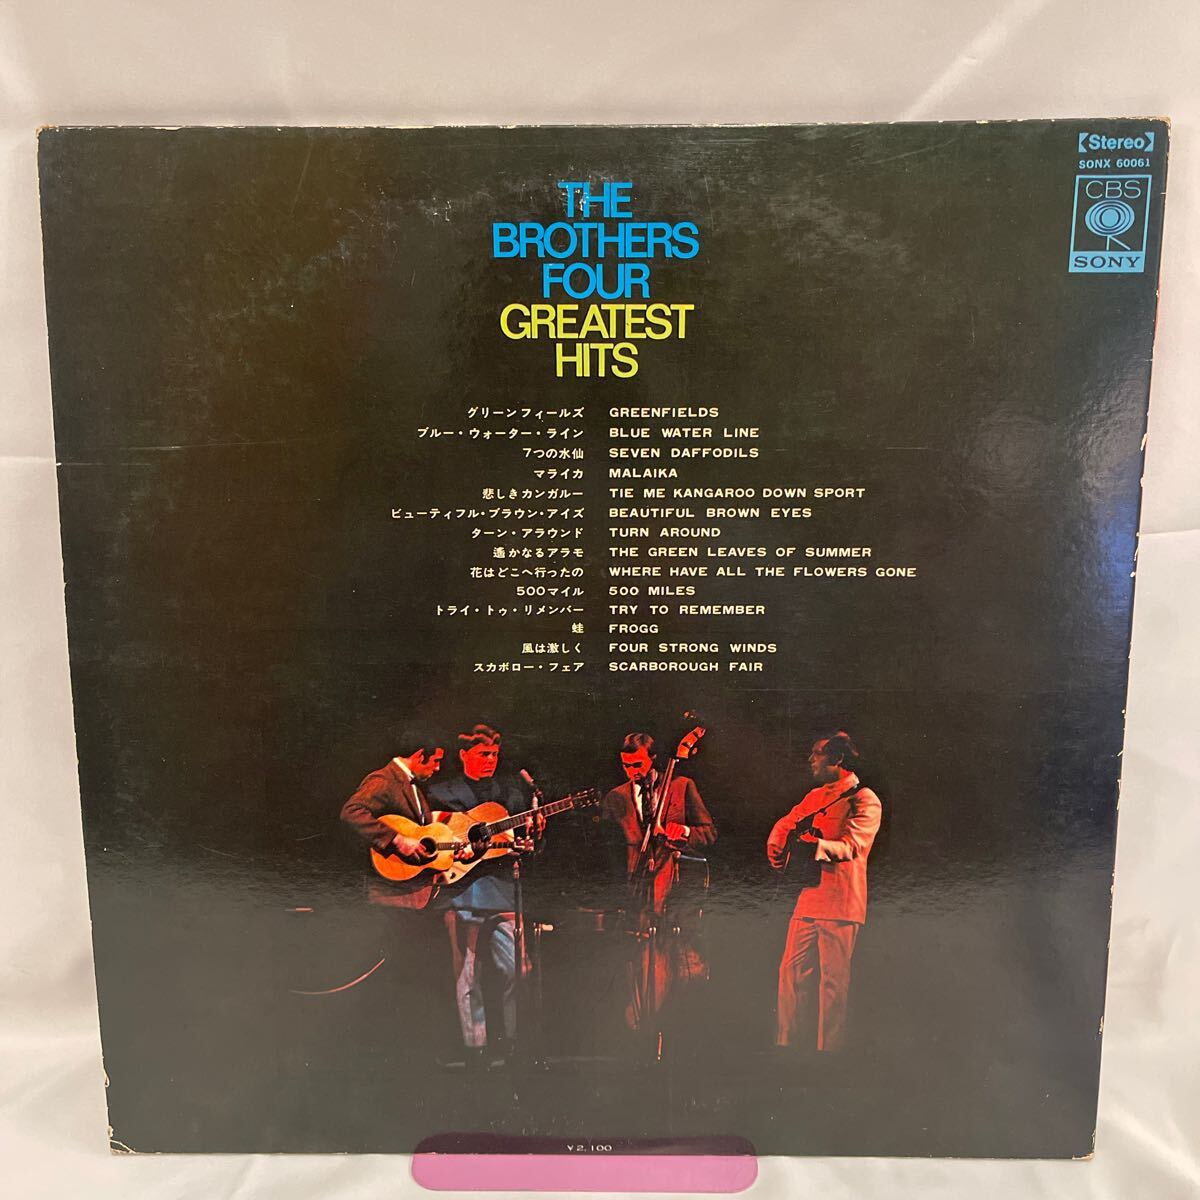 【Stereo】
SONX 60061
CBS
SONY
THE
BROTHERS
FOUR
GREATEST
HITS
グリーンフィールズ GREENFIELDS
ブルー・ウォーター・ライン BLUE WATER LINE
7つの水仙 SEVEN DAFFODILS
マライカ MALAIKA
悲しきカンガルー TIE ME KANGAROO DOWN SPORT
ビューティフル・ブラウン・アイズ BEAUTIFUL BROWN EYES
ターン・アラウンド TURN AROUND
遙かなるアラモ THE GREEN LEAVES OF SUMMER
花はどこへ行ったの WHERE HAVE ALL THE FLOWERS GONE
500マイル 500 MILES
トライ・トゥ・リメンバー TRY TO REMEMBER
蛙 FROGG
風は激しく FOUR STRONG WINDS
スカボロー・フェア SCARBOROUGH FAIR
¥2,100